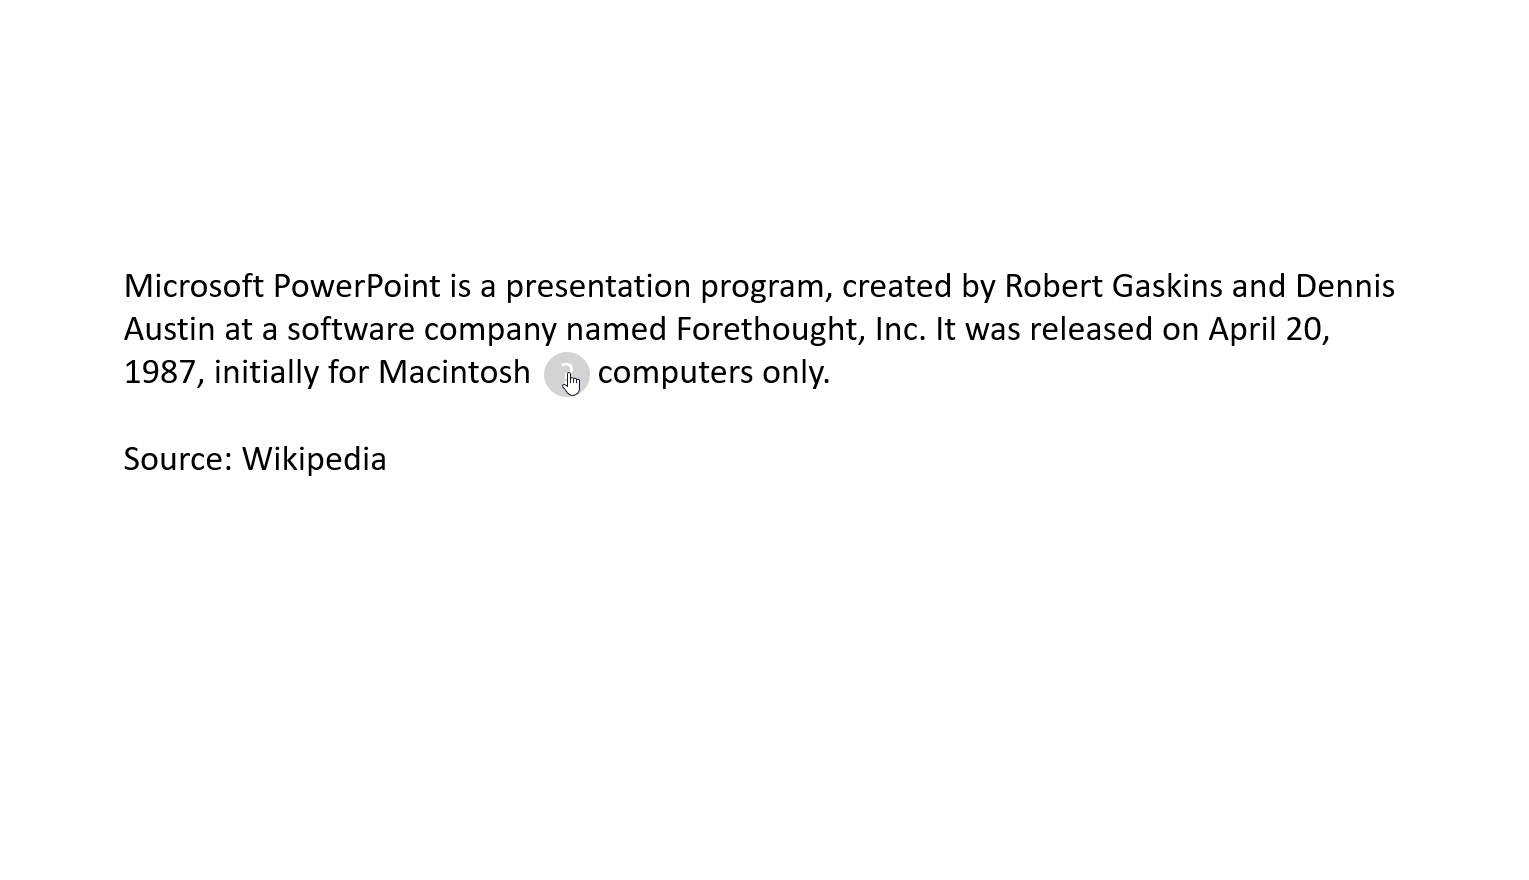 Microsoft PowerPoint is a presentation program, created by Robert Gaskins and Dennis
Austin at a software company named Forethought, Inc. It was released on April 20,
1987, initially for Macintosh computers only.
Source: Wikipedia